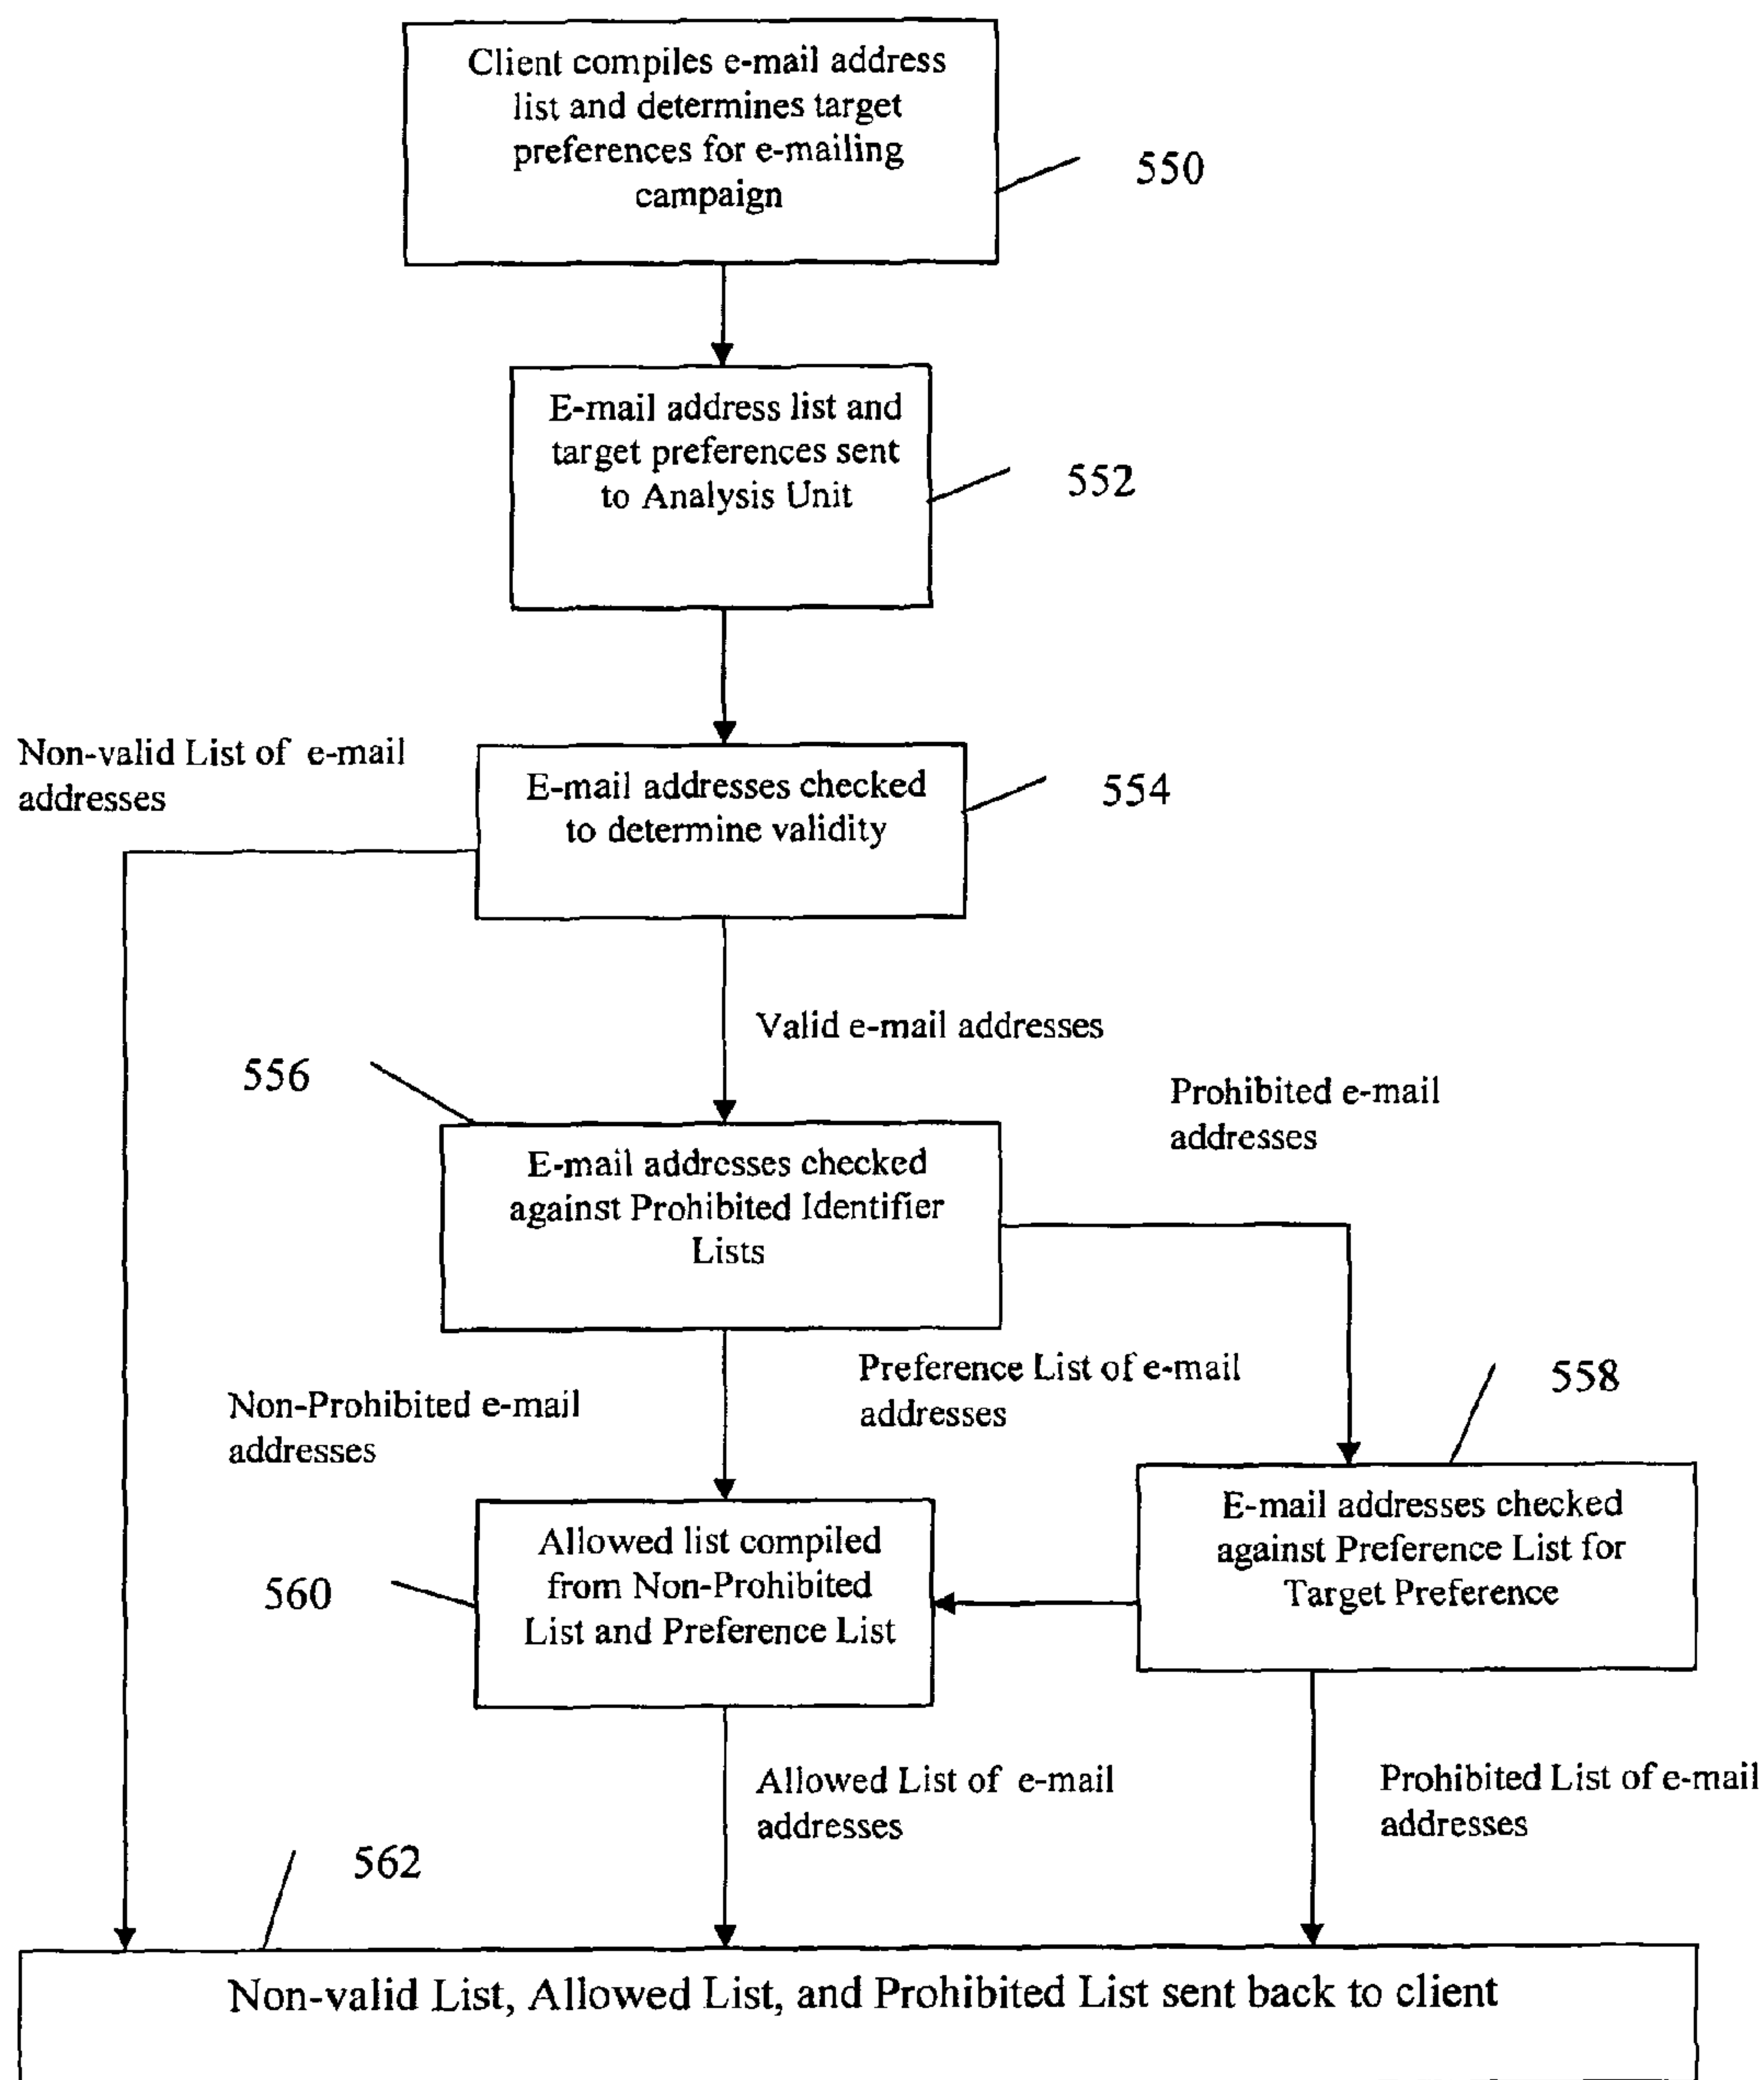 Client compiles e-mail address
list and determines target
preferences for e-mailing
campaign
550
E-mail address list and
target preferences sent
to Analysis Unit
552
Non-valid List of e-mail
addresses
E-mail addresses checked
to determine validity
554
Valid e-mail addresses
556
Prohibited e-mail
addresses
E-mail addresses checked
against Prohibited Identifier
Lists
Preference List of e-mail
addresses
558
Non-Prohibited e-mail
addresses
E-mail addresses checked
against Preference List for
Target Preference
Allowed list compiled
from Non-Prohibited
List and Preference List
560
Allowed List of e-mail
addresses
Prohibited List of e-mail
addresses
562
Non-valid List, Allowed List, and Prohibited List sent back to client